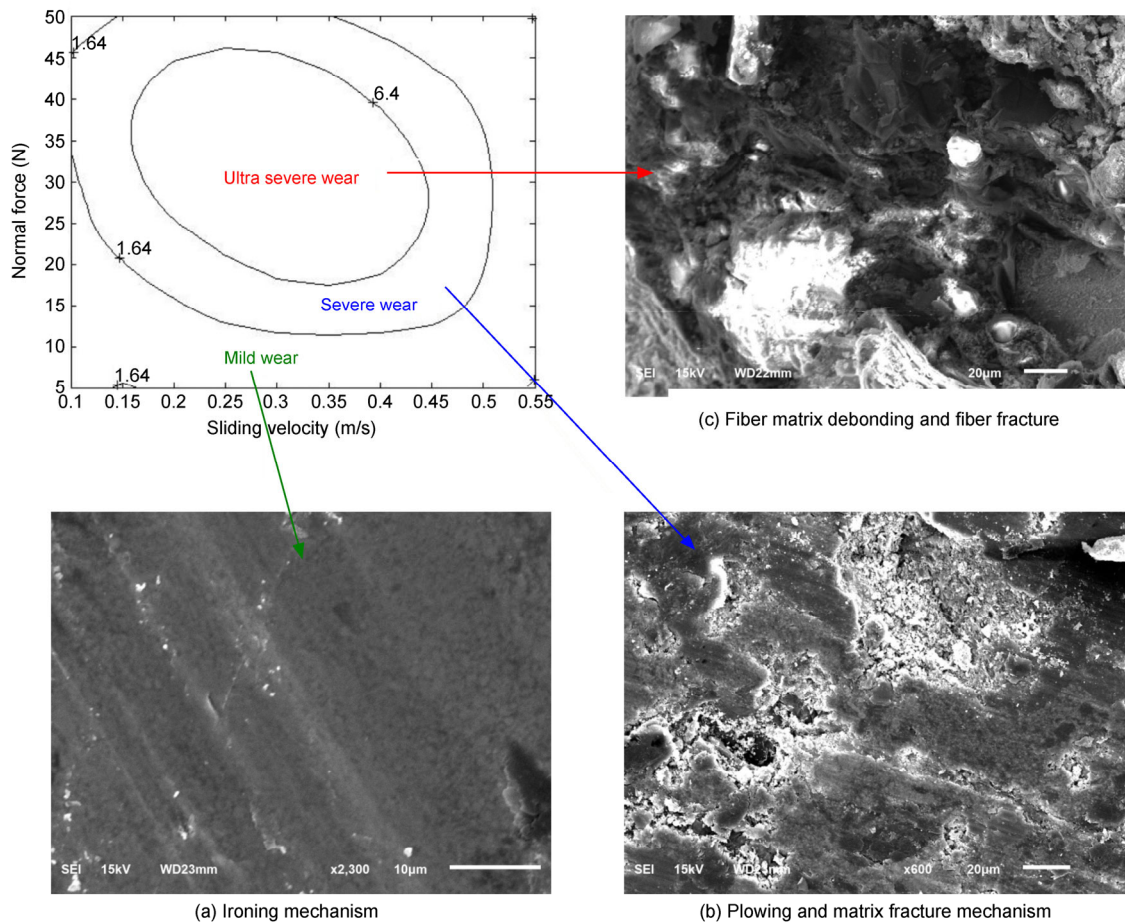 50
45
40
35
30
25
20
15
10
5
Normal force (N)
1.64
6.4
Ultra severe wear
1.64
Severe wear
Mild wear
1.64
0.1 0.15 0.2 0.25 0.3 0.35 0.4 0.45 0.5 0.55
Sliding velocity (m/s)
SEI 15kV WD22mm 20µm
(c) Fiber matrix debonding and fiber fracture
SEI 15kV WD23mm x2,300 10µm
(a) Ironing mechanism
SEI 15kV WD23mm x600 20µm
(b) Plowing and matrix fracture mechanism